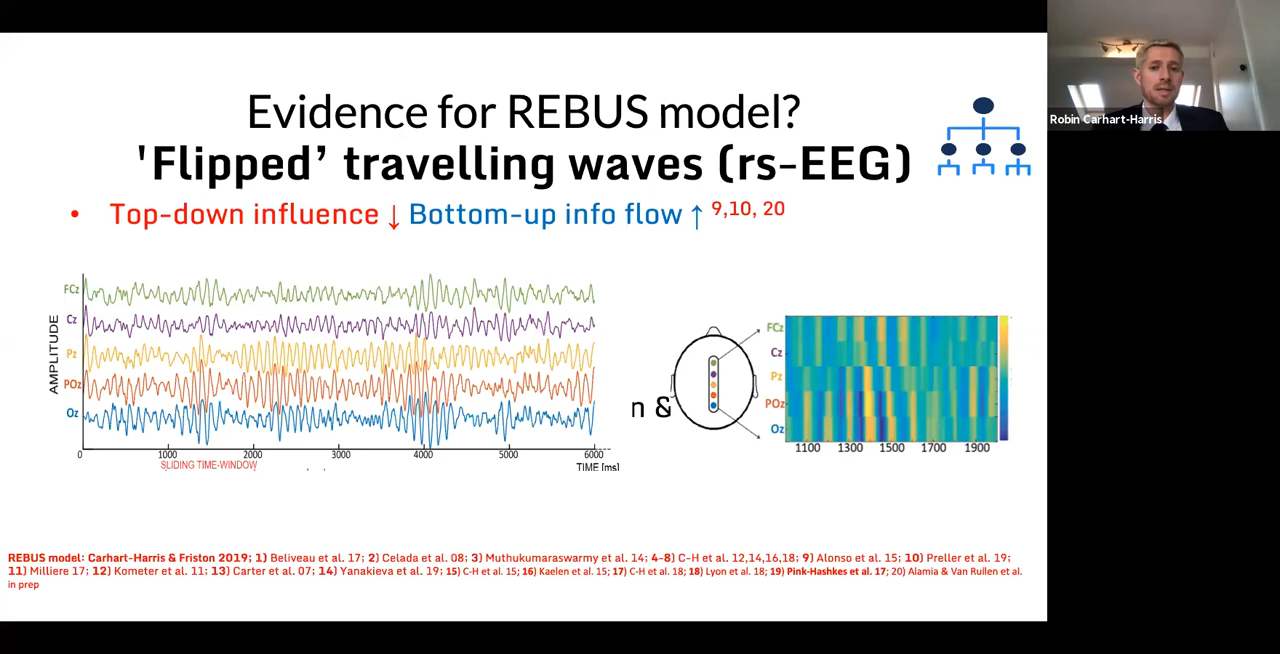 Evidence for REBUS model?
'Flipped’ travelling waves (rs-EEG)
• Top-down influence ↓ Bottom-up info flow ↑ 9,10, 20
Robin Carhart-Harris
AMPLITUDE
FCz
Cz
Pz
POz
Oz
0 1000 2000 3000 4000 5000 6000
SLIDING TIME-WINDOW
TIME [ms]
n &
FCz
Cz
Pz
POz
Oz
1100 1300 1500 1700 1900
REBUS model: Carhart-Harris & Friston 2019; 1) Beliveau et al. 17; 2) Celada et al. 08; 3) Muthukumaraswarmy et al. 14; 4-8) C-H et al. 12,14,16,18; 9) Alonso et al. 15; 10) Preller et al. 19;
11) Milliere 17; 12) Kometer et al. 11; 13) Carter et al. 07; 14) Yanakieva et al. 19; 15) C-H et al. 15; 16) Kaelen et al. 15; 17) C-H et al. 18; 18) Lyon et al. 18; 19) Pink-Hashkes et al. 17; 20) Alamia & Van Rullen et al.
in prep